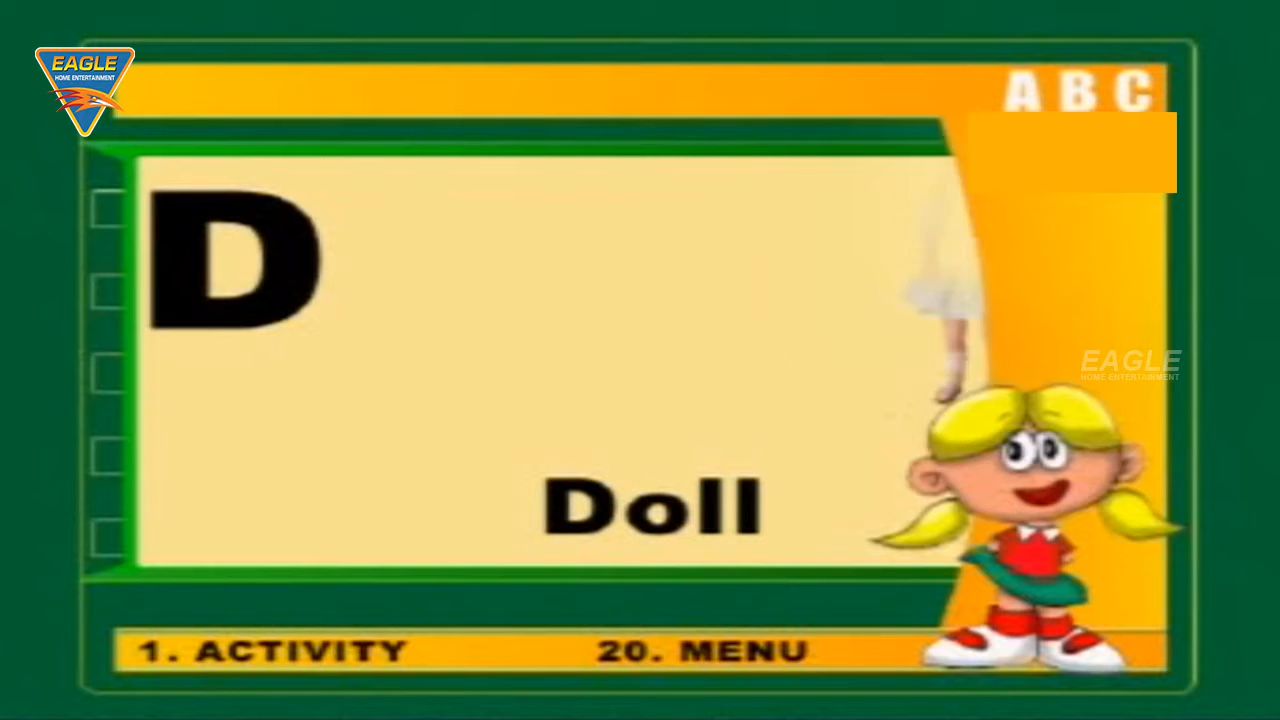 EAGLE
HOME ENTERTAINMENT
A B C
D
EAGLE
HOME ENTERTAINMENT
Doll
1. ACTIVITY 20. MENU